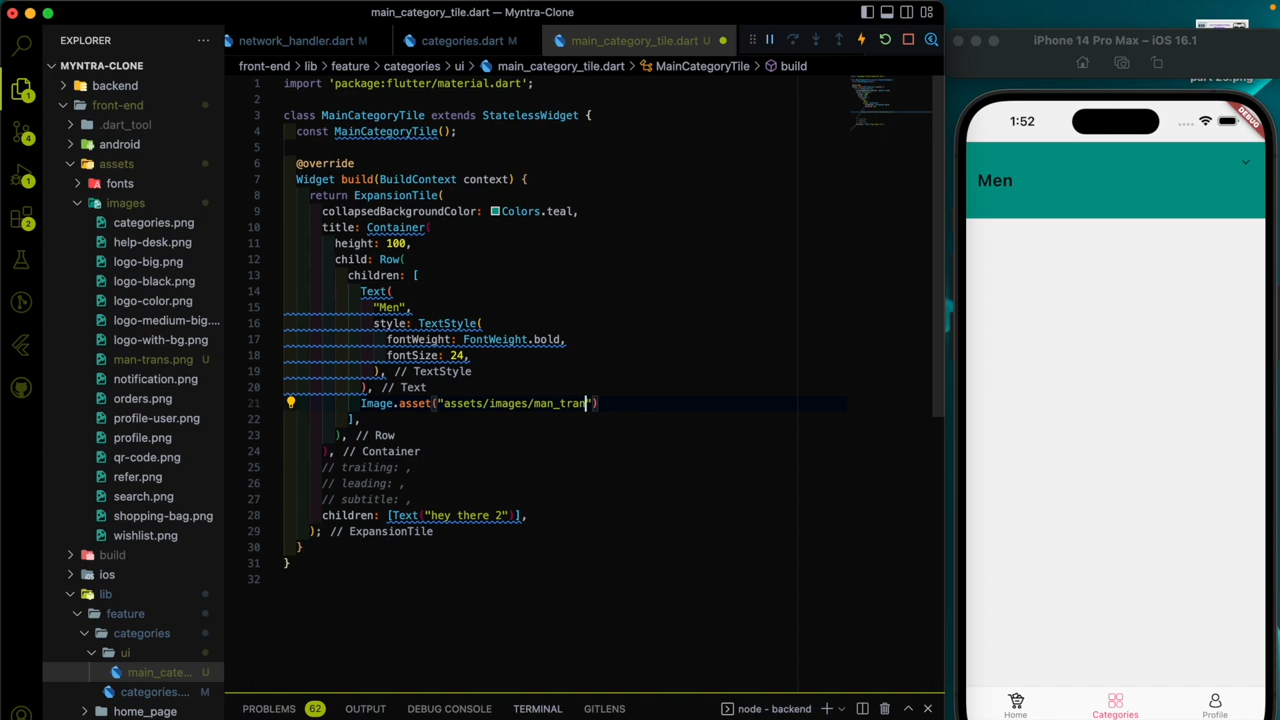 main_category_tile.dart — Myntra-Clone
EXPLORER
MYNTRA-CLONE
backend
front-end
.dart_tool
android
assets
fonts
images
categories.png
help-desk.png
logo-big.png
logo-black.png
logo-color.png
logo-medium-big....
logo-with-bg.png
man-trans.png U
notification.png
orders.png
profile-user.png
profile.png
qr-code.png
refer.png
search.png
shopping-bag.png
wishlist.png
build
ios
lib
feature
categories
ui
main_cate... U
categories.... M
home_page
1
4
1
2
network_handler.dart M
categories.dart M
main_category_tile.dart U
front-end > lib > feature > categories > ui > main_category_tile.dart > MainCategoryTile > build
1 import 'package:flutter/material.dart';
2
3 class MainCategoryTile extends StatelessWidget {
4 const MainCategoryTile();
5
6 @override
7 Widget build(BuildContext context) {
8 return ExpansionTile(
9 collapsedBackgroundColor: Colors.teal,
10 title: Container(
11 height: 100,
12 child: Row(
13 children: [
14 Text(
15 "Men",
16 style: TextStyle(
17 fontWeight: FontWeight.bold,
18 fontSize: 24,
19 ), // TextStyle
20 ), // Text
21 Image.asset("assets/images/man_tran")
22 ],
23 ), // Row
24 ), // Container
25 // trailing: ,
26 // leading: ,
27 // subtitle: ,
28 children: [Text("hey there 2")],
29 ); // ExpansionTile
30 }
31 }
32
PROBLEMS 62 OUTPUT DEBUG CONSOLE TERMINAL GITLENS
node - backend
iPhone 14 Pro Max – iOS 16.1
1:52
DEBUG
Men
Home Categories Profile